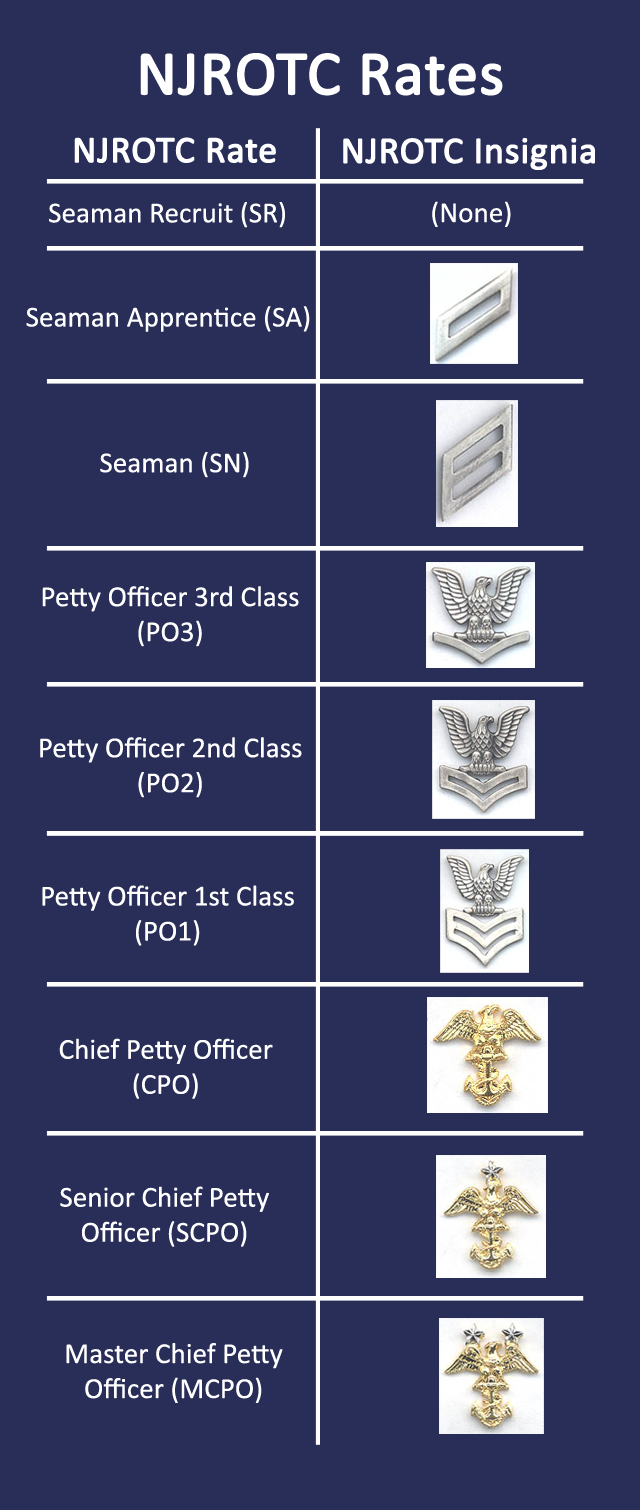 NJROTC Rates
NJROTC Rate
NJROTC Insignia
Seaman Recruit (SR)
(None)
Seaman Apprentice (SA)
Seaman (SN)
Petty Officer 3rd Class
(PO3)
Petty Officer 2nd Class
(PO2)
Petty Officer 1st Class
(PO1)
Chief Petty Officer
(CPO)
Senior Chief Petty
Officer (SCPO)
Master Chief Petty
Officer (MCPO)